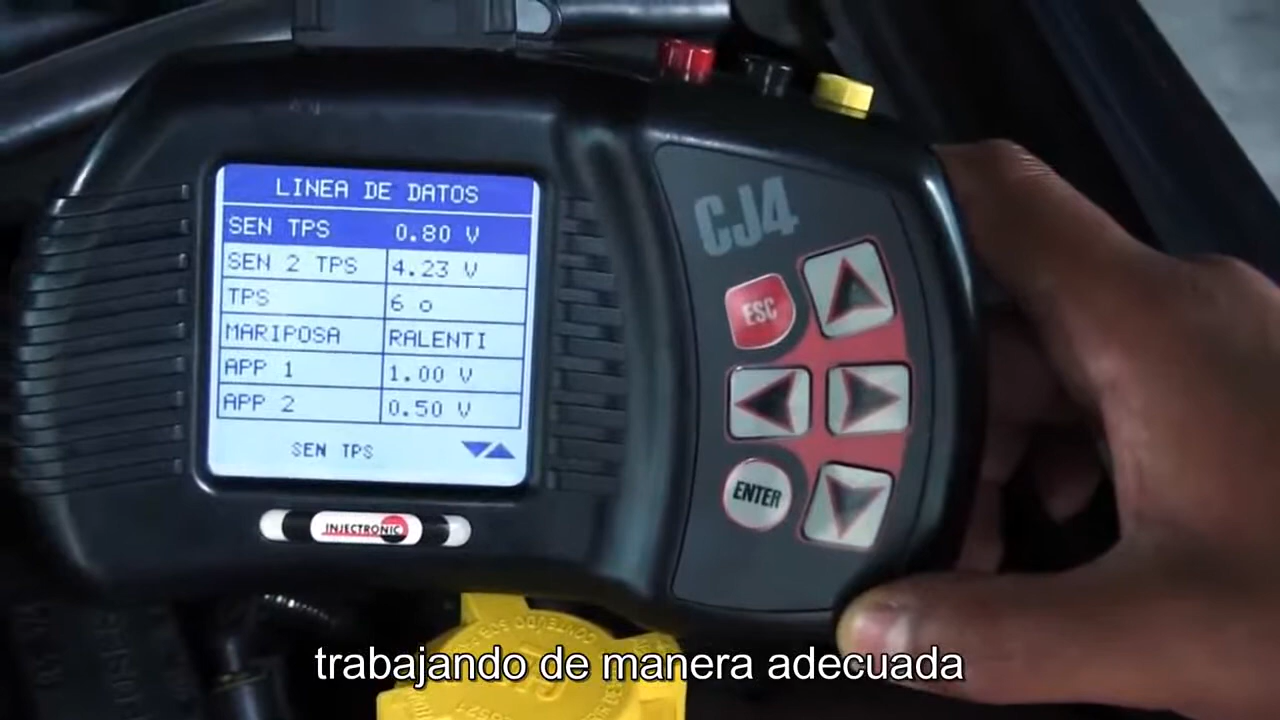 LINEA DE DATOS
SEN TPS 0.80 V
SEN 2 TPS 4.23 V
TPS 6 o
MARIPOSA RALENTI
APP 1 1.00 V
APP 2 0.50 V
SEN TPS
INJECTRONIC
CJ4
ESC
ENTER
CONTEUDO
trabajando de manera adecuada